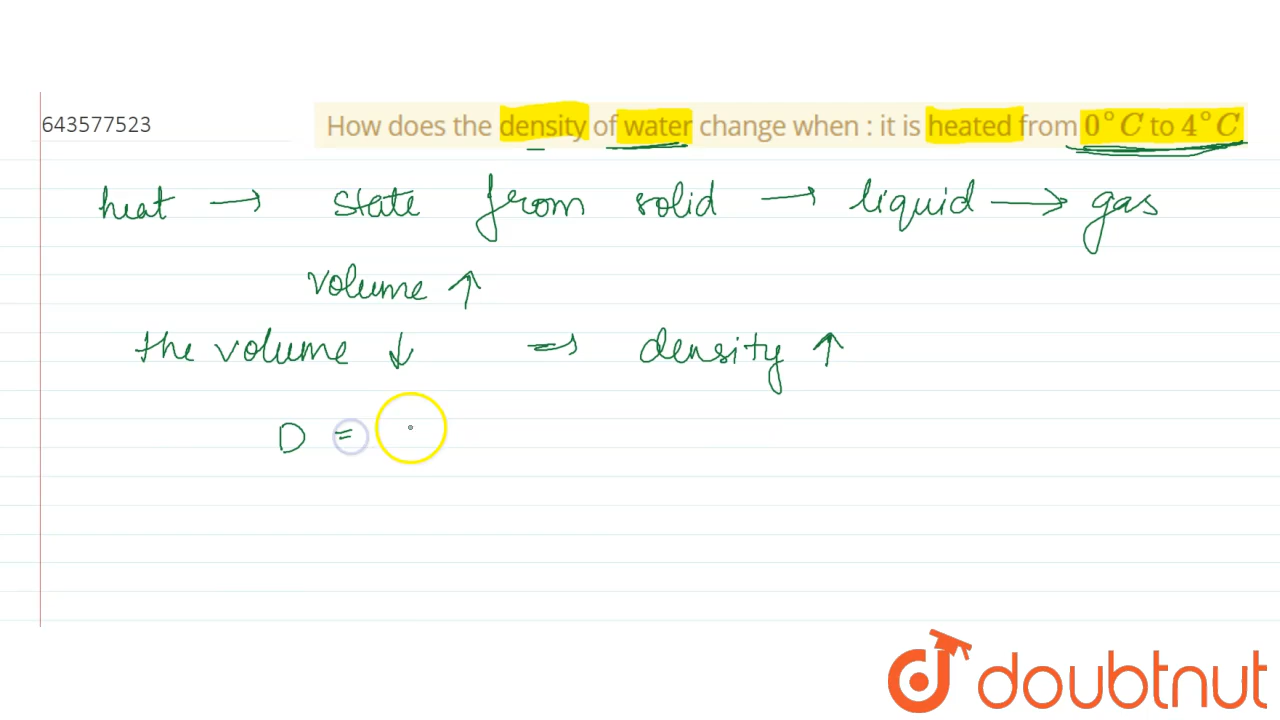 643577523
How does the density of water change when : it is heated from 0°C to 4°C
heat → state from solid → liquid → gas
volume ↑
the volume ↓ ⇒ density ↑
D =
doubtnut